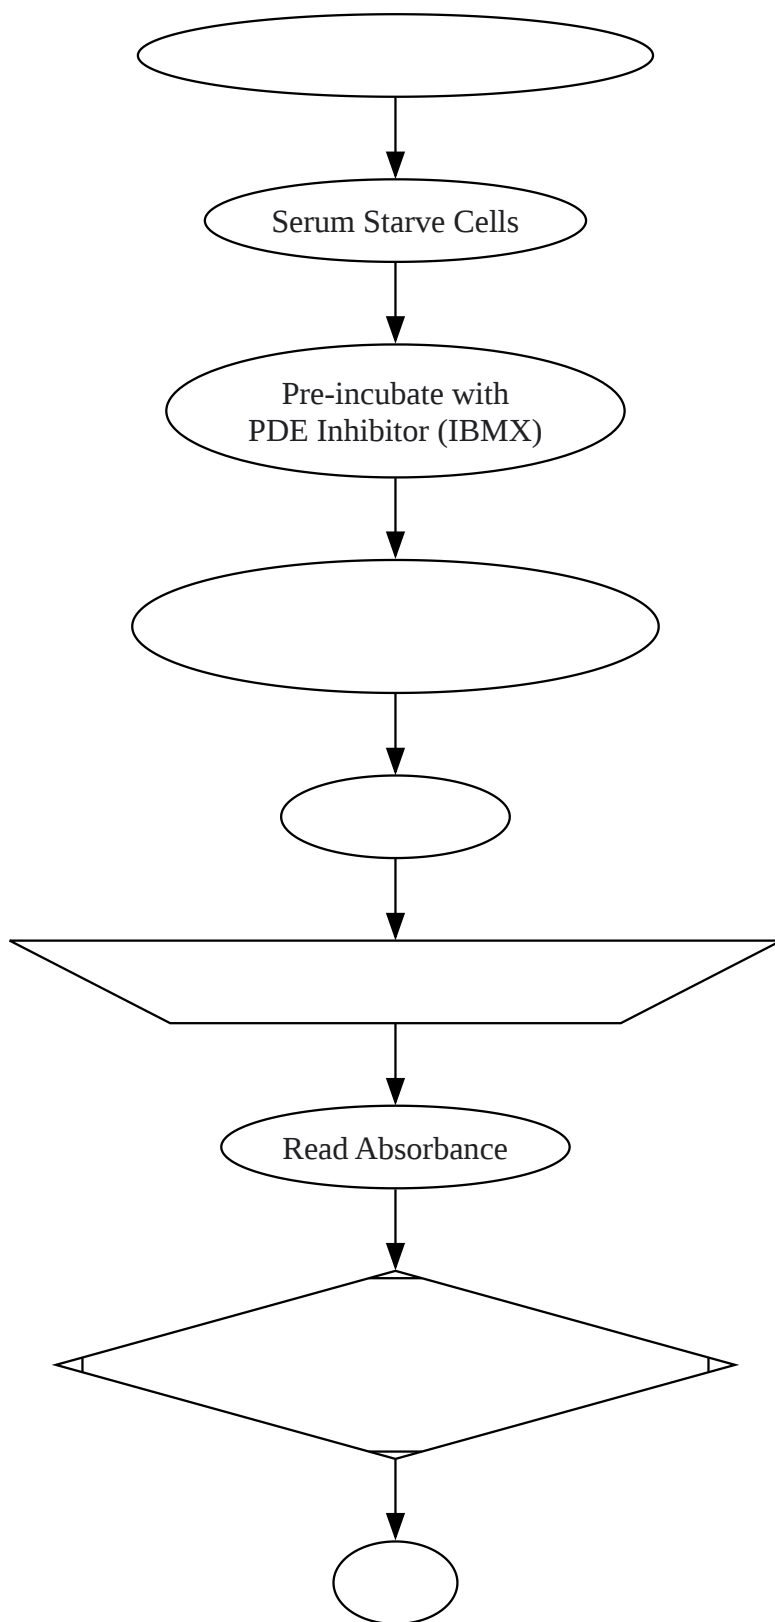 Serum Starve Cells
Pre-incubate with
PDE Inhibitor (IBMX)
Read Absorbance